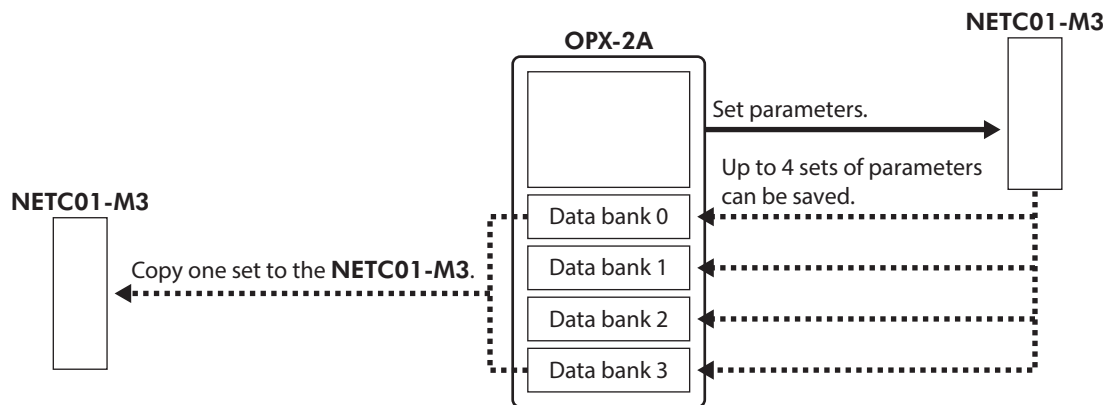 NETC01-M3
OPX-2A
Set parameters.
Up to 4 sets of parameters
can be saved.
NETC01-M3
Data bank 0
Copy one set to the NETC01-M3.
Data bank 1
Data bank 2
Data bank 3